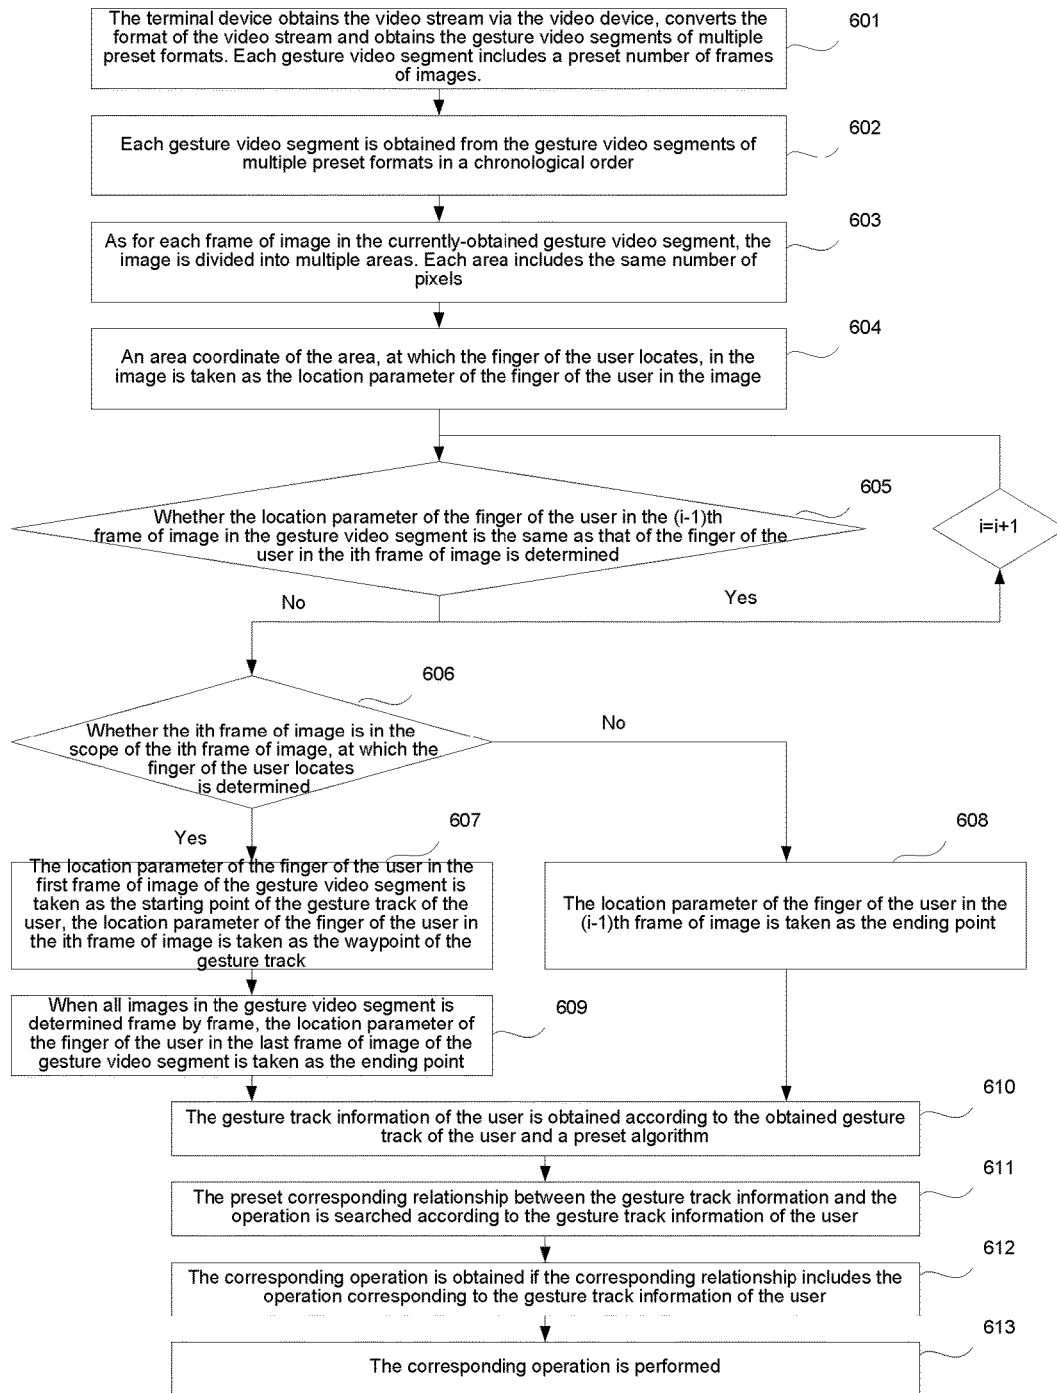 The terminal device obtains the video stream via the video device, converts the
format of the video stream and obtains the gesture video segments of multiple
preset formats. Each gesture video segment includes a preset number of frames
of images.
601
Each gesture video segment is obtained from the gesture video segments of
multiple preset formats in a chronological order
602
As for each frame of image in the currently-obtained gesture video segment, the
image is divided into multiple areas. Each area includes the same number of
pixels
603
An area coordinate of the area, at which the finger of the user locates, in the
image is taken as the location parameter of the finger of the user in the image
604
Whether the location parameter of the finger of the user in the (i-1)th
frame of image in the gesture video segment is the same as that of the finger of the
user in the ith frame of image is determined
605
i=i+1
No
Yes
Whether the ith frame of image is in the
scope of the ith frame of image, at which the
finger of the user locates
is determined
606
No
Yes
The location parameter of the finger of the user in the
first frame of image of the gesture video segment is
taken as the starting point of the gesture track of the
user, the location parameter of the finger of the user in
the ith frame of image is taken as the waypoint of the
gesture track
607
The location parameter of the finger of the user in the
(i-1)th frame of image is taken as the ending point
608
When all images in the gesture video segment is
determined frame by frame, the location parameter of
the finger of the user in the last frame of image of the
gesture video segment is taken as the ending point
609
The gesture track information of the user is obtained according to the obtained gesture
track of the user and a preset algorithm
610
The preset corresponding relationship between the gesture track information and the
operation is searched according to the gesture track information of the user
611
The corresponding operation is obtained if the corresponding relationship includes the
operation corresponding to the gesture track information of the user
612
The corresponding operation is performed
613